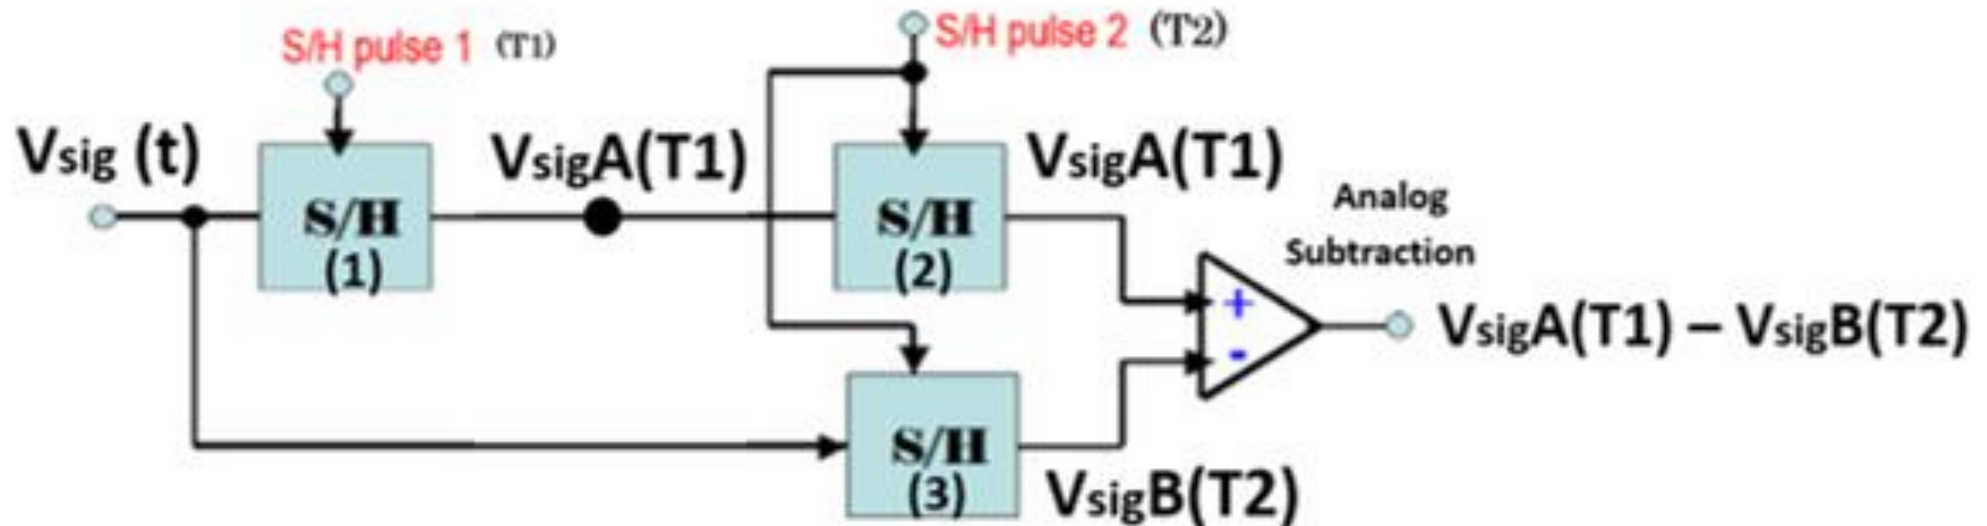 S/H pulse 1 (T1)
S/H pulse 2 (T2)
Vsig (t)
S/H
(1)
VsigA(T1)
S/H
(2)
VsigA(T1)
Analog
Subtraction
+
-
VsigA(T1) – VsigB(T2)
S/H
(3)
VsigB(T2)